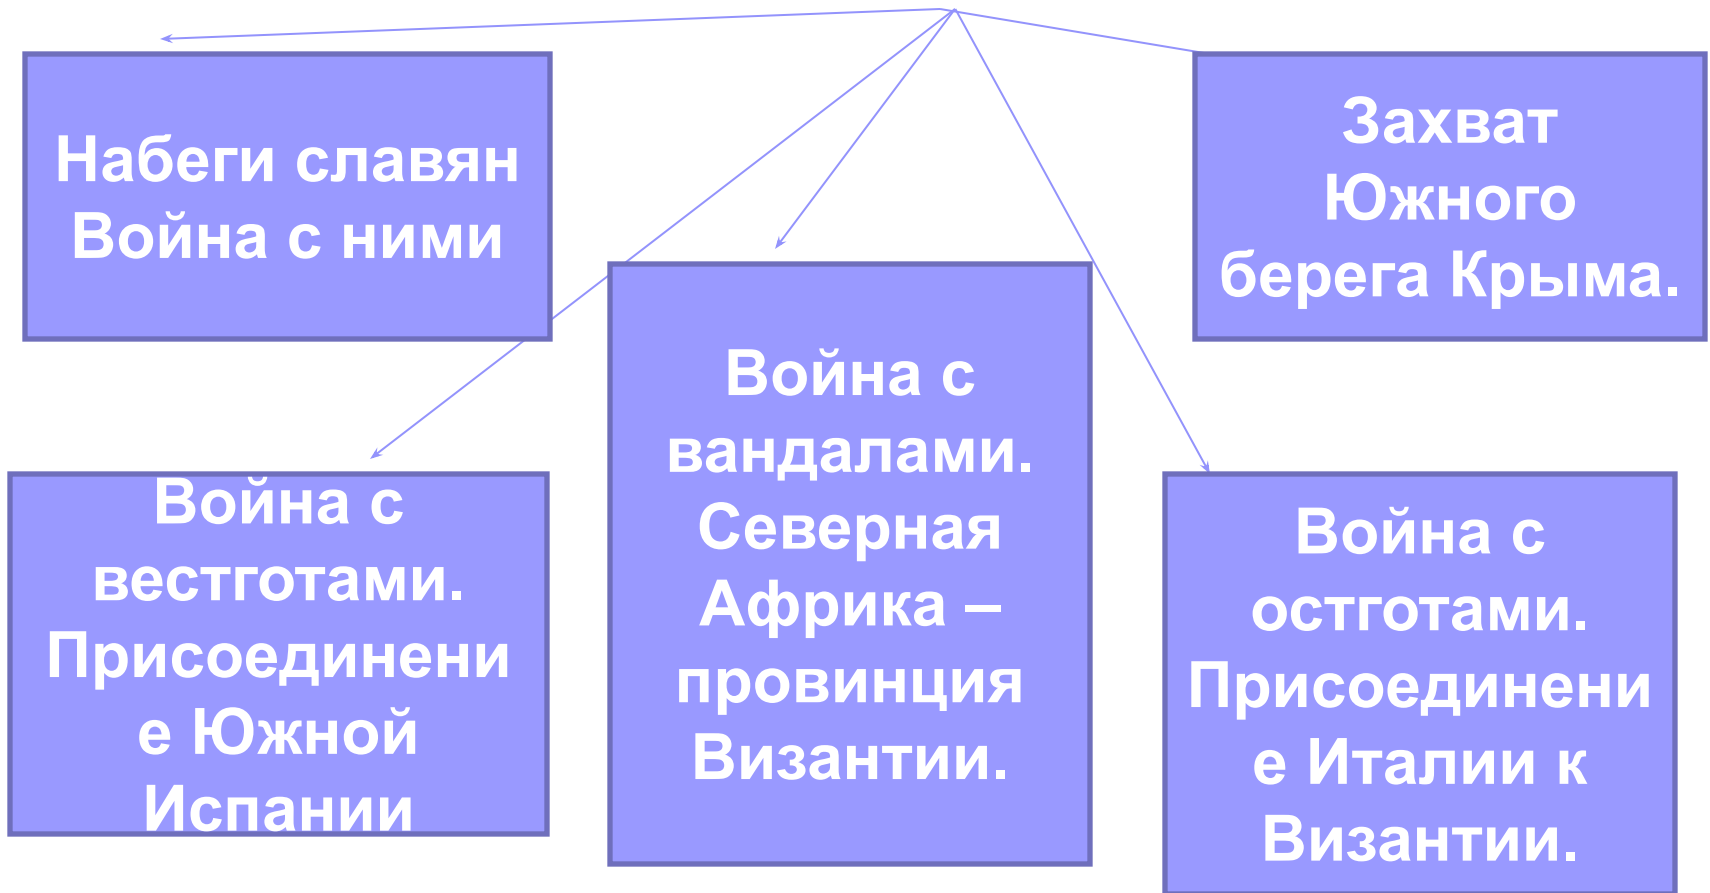 Набеги славян
Война с ними
Захват
Южного
берега Крыма.
Война с
вестготами.
Присоединени
е Южной
Испании
Война с
вандалами.
Северная
Африка –
провинция
Византии.
Война с
остготами.
Присоединени
е Италии к
Византии.